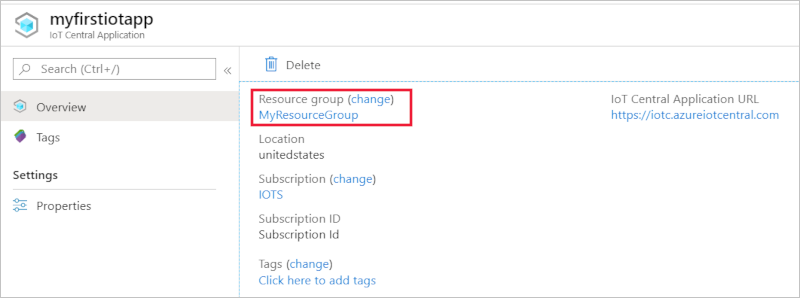 myfirstiotapp
IoT Central Application
Search (Ctrl+/)
«
Overview
Tags
Settings
Properties
Delete
Resource group (change)
MyResourceGroup
Location
unitedstates
Subscription (change)
IOTS
Subscription ID
Subscription Id
Tags (change)
Click here to add tags
IoT Central Application URL
https://iotc.azureiotcentral.com